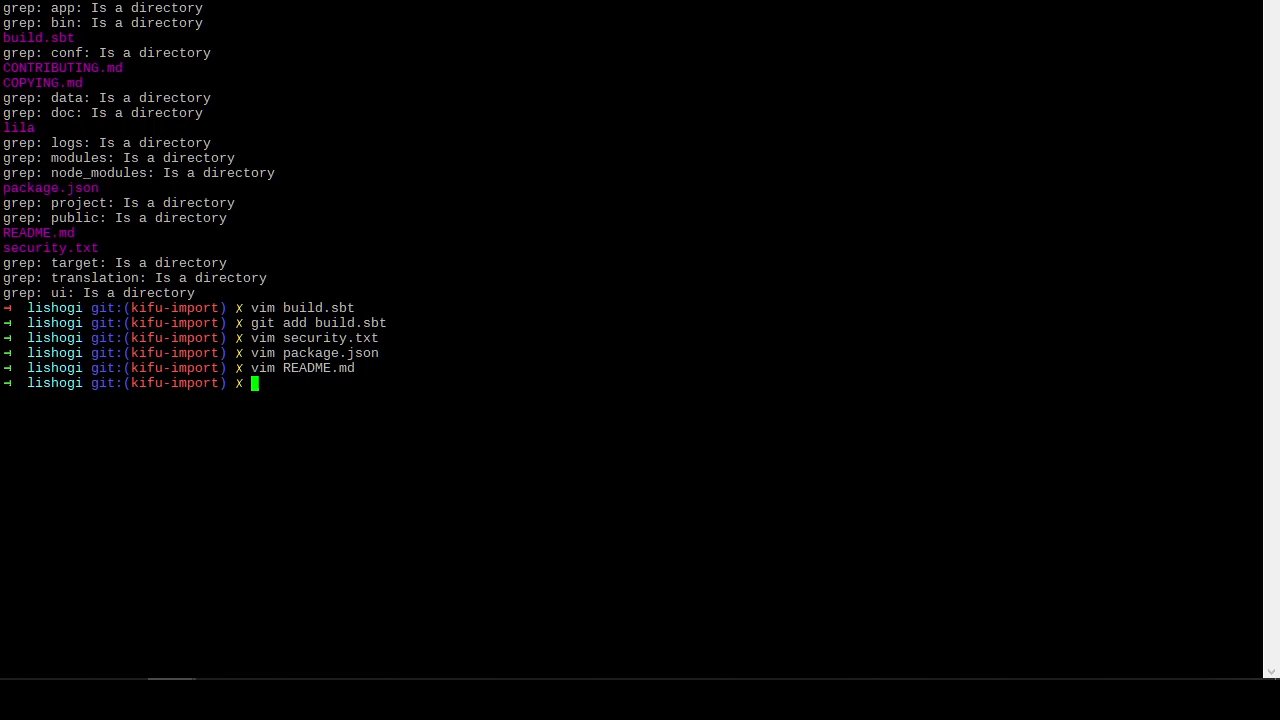 grep: app: Is a directory
grep: bin: Is a directory
build.sbt
grep: conf: Is a directory
CONTRIBUTING.md
COPYING.md
grep: data: Is a directory
grep: doc: Is a directory
lila
grep: logs: Is a directory
grep: modules: Is a directory
grep: node_modules: Is a directory
package.json
grep: project: Is a directory
grep: public: Is a directory
README.md
security.txt
grep: target: Is a directory
grep: translation: Is a directory
grep: ui: Is a directory
→ lishogi git:(kifu-import) ✗ vim build.sbt
→ lishogi git:(kifu-import) ✗ git add build.sbt
→ lishogi git:(kifu-import) ✗ vim security.txt
→ lishogi git:(kifu-import) ✗ vim package.json
→ lishogi git:(kifu-import) ✗ vim README.md
→ lishogi git:(kifu-import) ✗